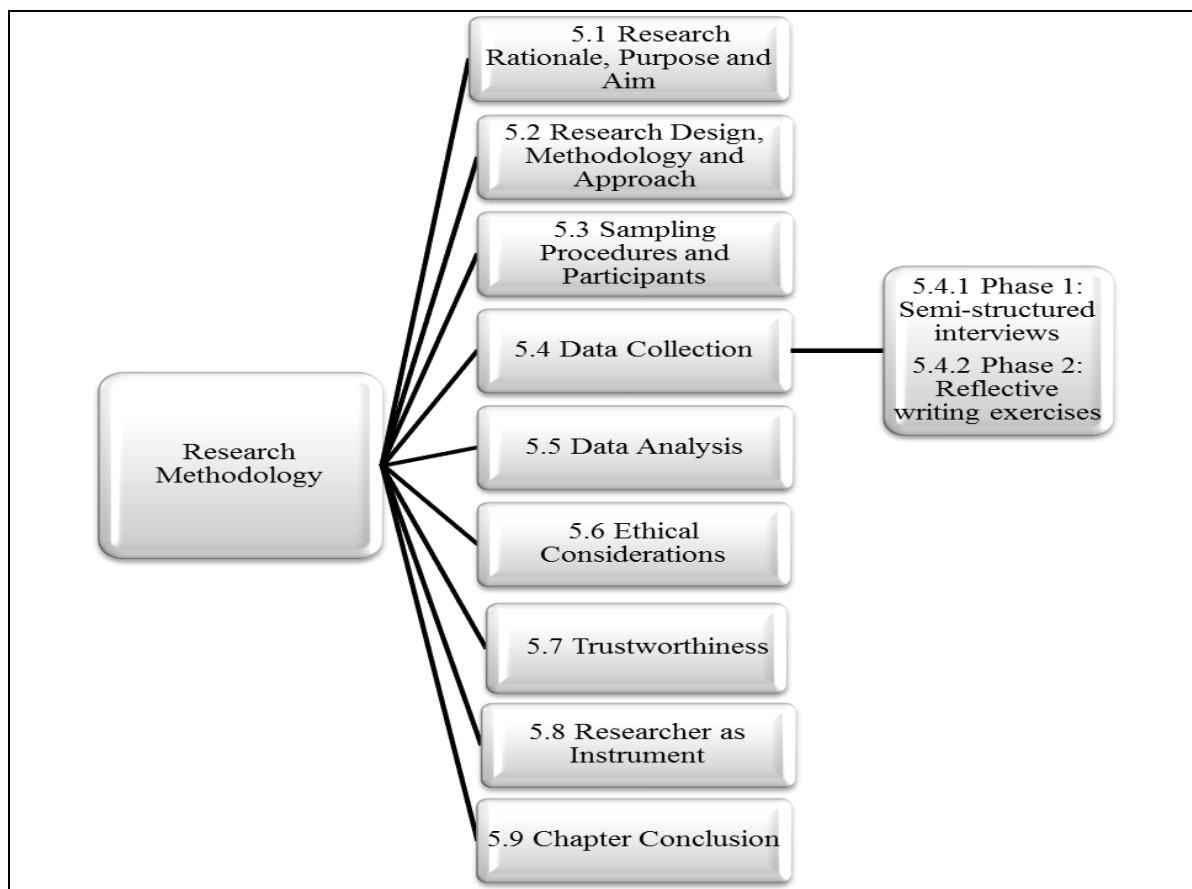 5.1 Research
Rationale, Purpose and
Aim
5.2 Research Design,
Methodology and
Approach
5.3 Sampling
Procedures and
Participants
5.4 Data Collection
5.4.1 Phase 1:
Semi-structured
interviews
5.4.2 Phase 2:
Reflective
writing exercises
Research
Methodology
5.5 Data Analysis
5.6 Ethical
Considerations
5.7 Trustworthiness
5.8 Researcher as
Instrument
5.9 Chapter Conclusion